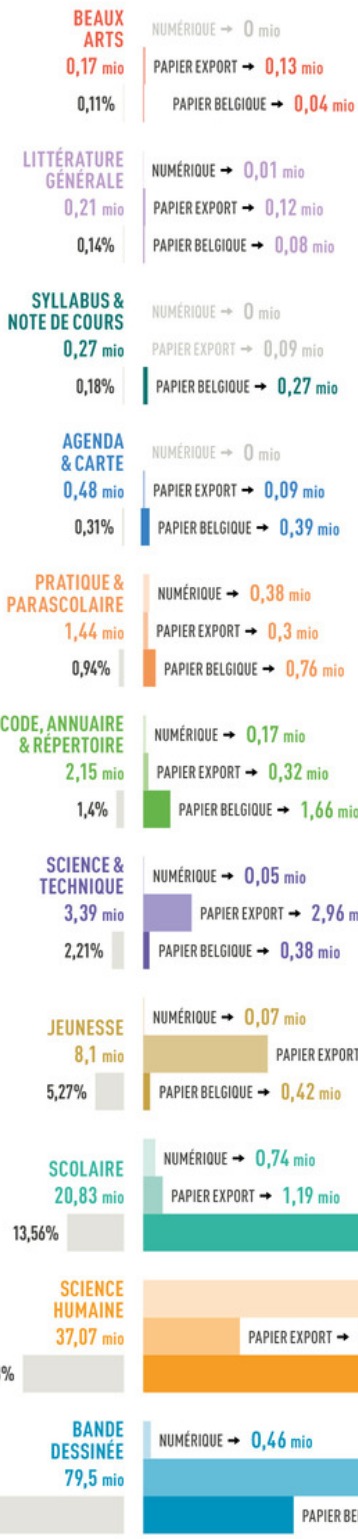 BEAUX
ARTS
0,17 mio
0,11%
NUMÉRIQUE → 0 mio
PAPIER EXPORT → 0,13 mio
PAPIER BELGIQUE → 0,04 mio
LITTÉRATURE
GÉNÉRALE
0,21 mio
0,14%
NUMÉRIQUE → 0,01 mio
PAPIER EXPORT → 0,12 mio
PAPIER BELGIQUE → 0,08 mio
SYLLABUS &
NOTE DE COURS
0,27 mio
0,18%
NUMÉRIQUE → 0 mio
PAPIER EXPORT → 0,09 mio
PAPIER BELGIQUE → 0,27 mio
AGENDA
& CARTE
0,48 mio
0,31%
NUMÉRIQUE → 0 mio
PAPIER EXPORT → 0,09 mio
PAPIER BELGIQUE → 0,39 mio
PRATIQUE &
PARASCOLAIRE
1,44 mio
0,94%
NUMÉRIQUE → 0,38 mio
PAPIER EXPORT → 0,3 mio
PAPIER BELGIQUE → 0,76 mio
CODE, ANNUAIRE
& RÉPERTOIRE
2,15 mio
1,4%
NUMÉRIQUE → 0,17 mio
PAPIER EXPORT → 0,32 mio
PAPIER BELGIQUE → 1,66 mio
SCIENCE &
TECHNIQUE
3,39 mio
2,21%
NUMÉRIQUE → 0,05 mio
PAPIER EXPORT → 2,96 m
PAPIER BELGIQUE → 0,38 mio
JEUNESSE
8,1 mio
5,27%
NUMÉRIQUE → 0,07 mio
PAPIER EXPORT
PAPIER BELGIQUE → 0,42 mio
SCOLAIRE
20,83 mio
13,56%
NUMÉRIQUE → 0,74 mio
PAPIER EXPORT → 1,19 mio
SCIENCE
HUMAINE
37,07 mio
%
PAPIER EXPORT →
BANDE
DESSINÉE
79,5 mio
NUMÉRIQUE → 0,46 mio
PAPIER BE